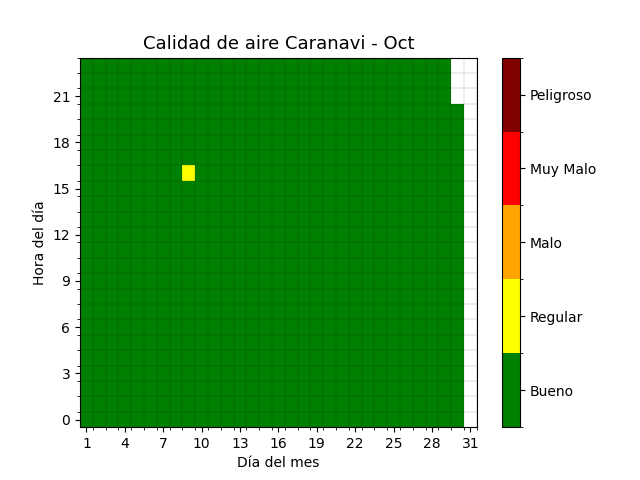 Calidad de aire Caranavi - Oct
Hora del día
21
18
15
12
9
6
3
0
1 4 7 10 13 16 19 22 25 28 31
Día del mes
Peligroso
Muy Malo
Malo
Regular
Bueno